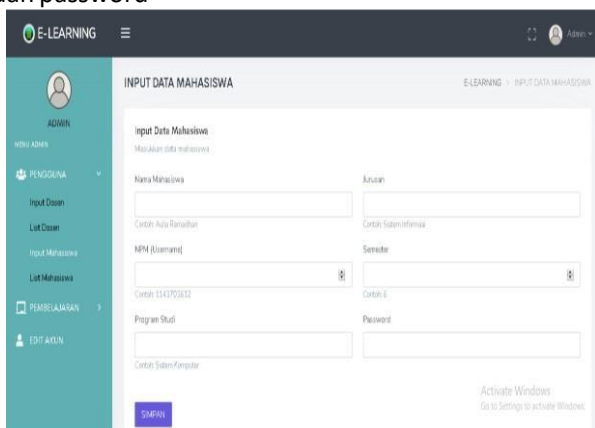 dan password
E-LEARNING
Admin
ADMIN
MENU ADMIN
PENGGUNA
Input Dosen
List Dosen
Input Mahasiswa
List Mahasiswa
PEMBELAJARAN
EDIT AKUN
INPUT DATA MAHASISWA
E-LEARNING > INPUT DATA MAHASISWA
Input Data Mahasiswa
Masukkan data mahasiswa
Nama Mahasiswa
Contoh: Aulia Ramadhan
Jurusan
Contoh: Sistem Informasi
NPM (Username)
Contoh: 1143702612
Semester
Contoh: 6
Program Studi
Contoh: Sistem Komputer
Password
SIMPAN
Activate Windows
Go to Settings to activate Windows.